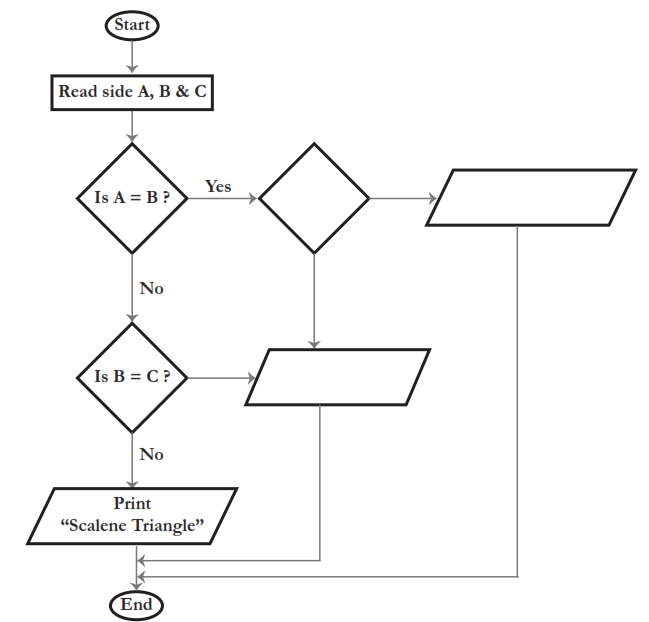 Start
Read side A, B & C
Is A = B ?
Yes
No
Is B = C ?
No
Print
“Scalene Triangle”
End